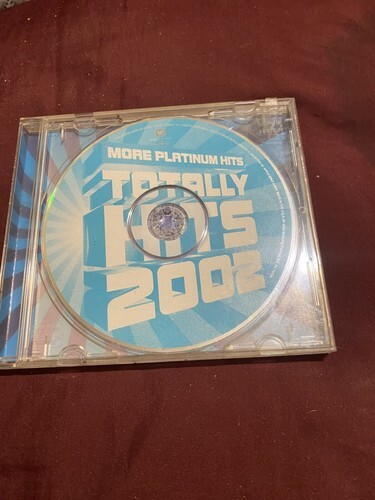 MORE PLATINUM HITS
TOTALLY
HITS
2002